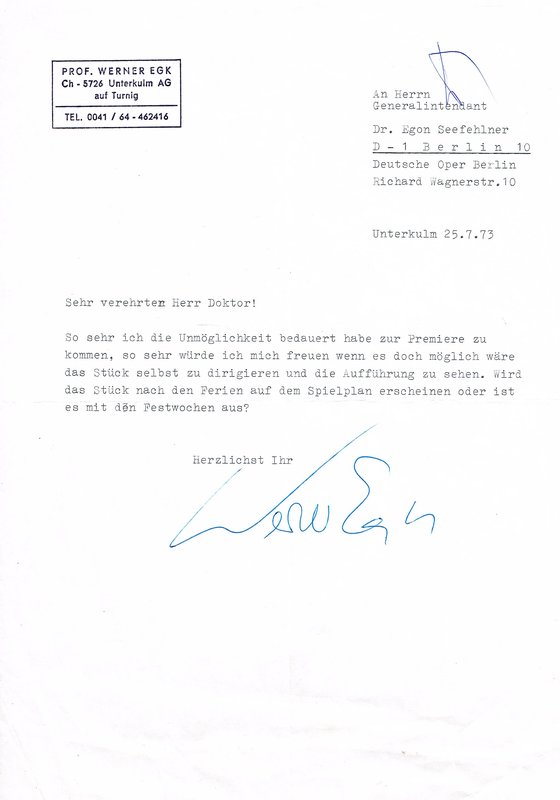 PROF. WERNER EGK
Ch - 5726 Unterkulm AG
auf Turnig
TEL. 0041 / 64 - 462416
An Herrn
Generalintendant
Dr. Egon Seefehlner
D - 1 B e r l i n 10
Deutsche Oper Berlin
Richard Wagnerstr.10
Unterkulm 25.7.73
Sehr verehrter Herr Doktor!
So sehr ich die Unmöglichkeit bedauert habe zur Premiere zu
kommen, so sehr würde ich mich freuen wenn es doch möglich wäre
das Stück selbst zu dirigieren und die Aufführung zu sehen. Wird
das Stück nach den Ferien auf dem Spielplan erscheinen oder ist
es mit den Festwochen aus?
Herzlichst Ihr
Werner Egk